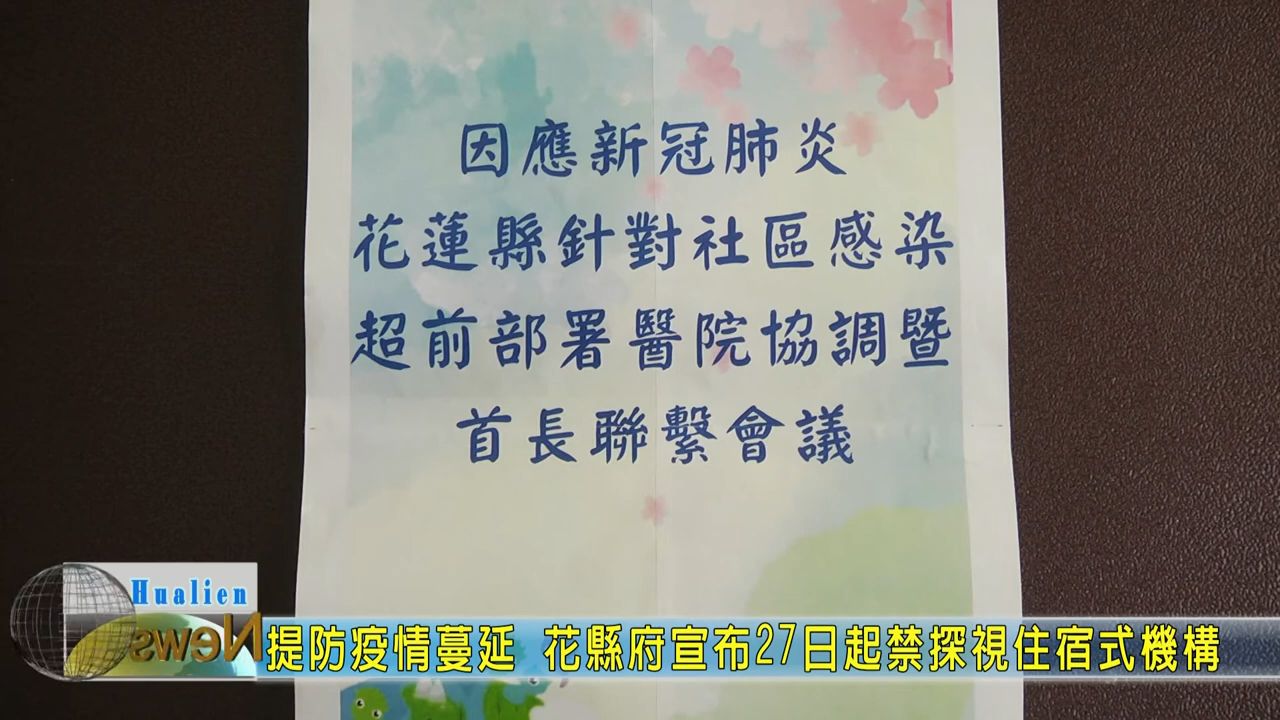 因應新冠肺炎
花蓮縣針對社區感染
超前部署醫院協調暨
首長聯繫會議
Hualien
News
提防疫情蔓延 花縣府宣布27日起禁探視住宿式機構